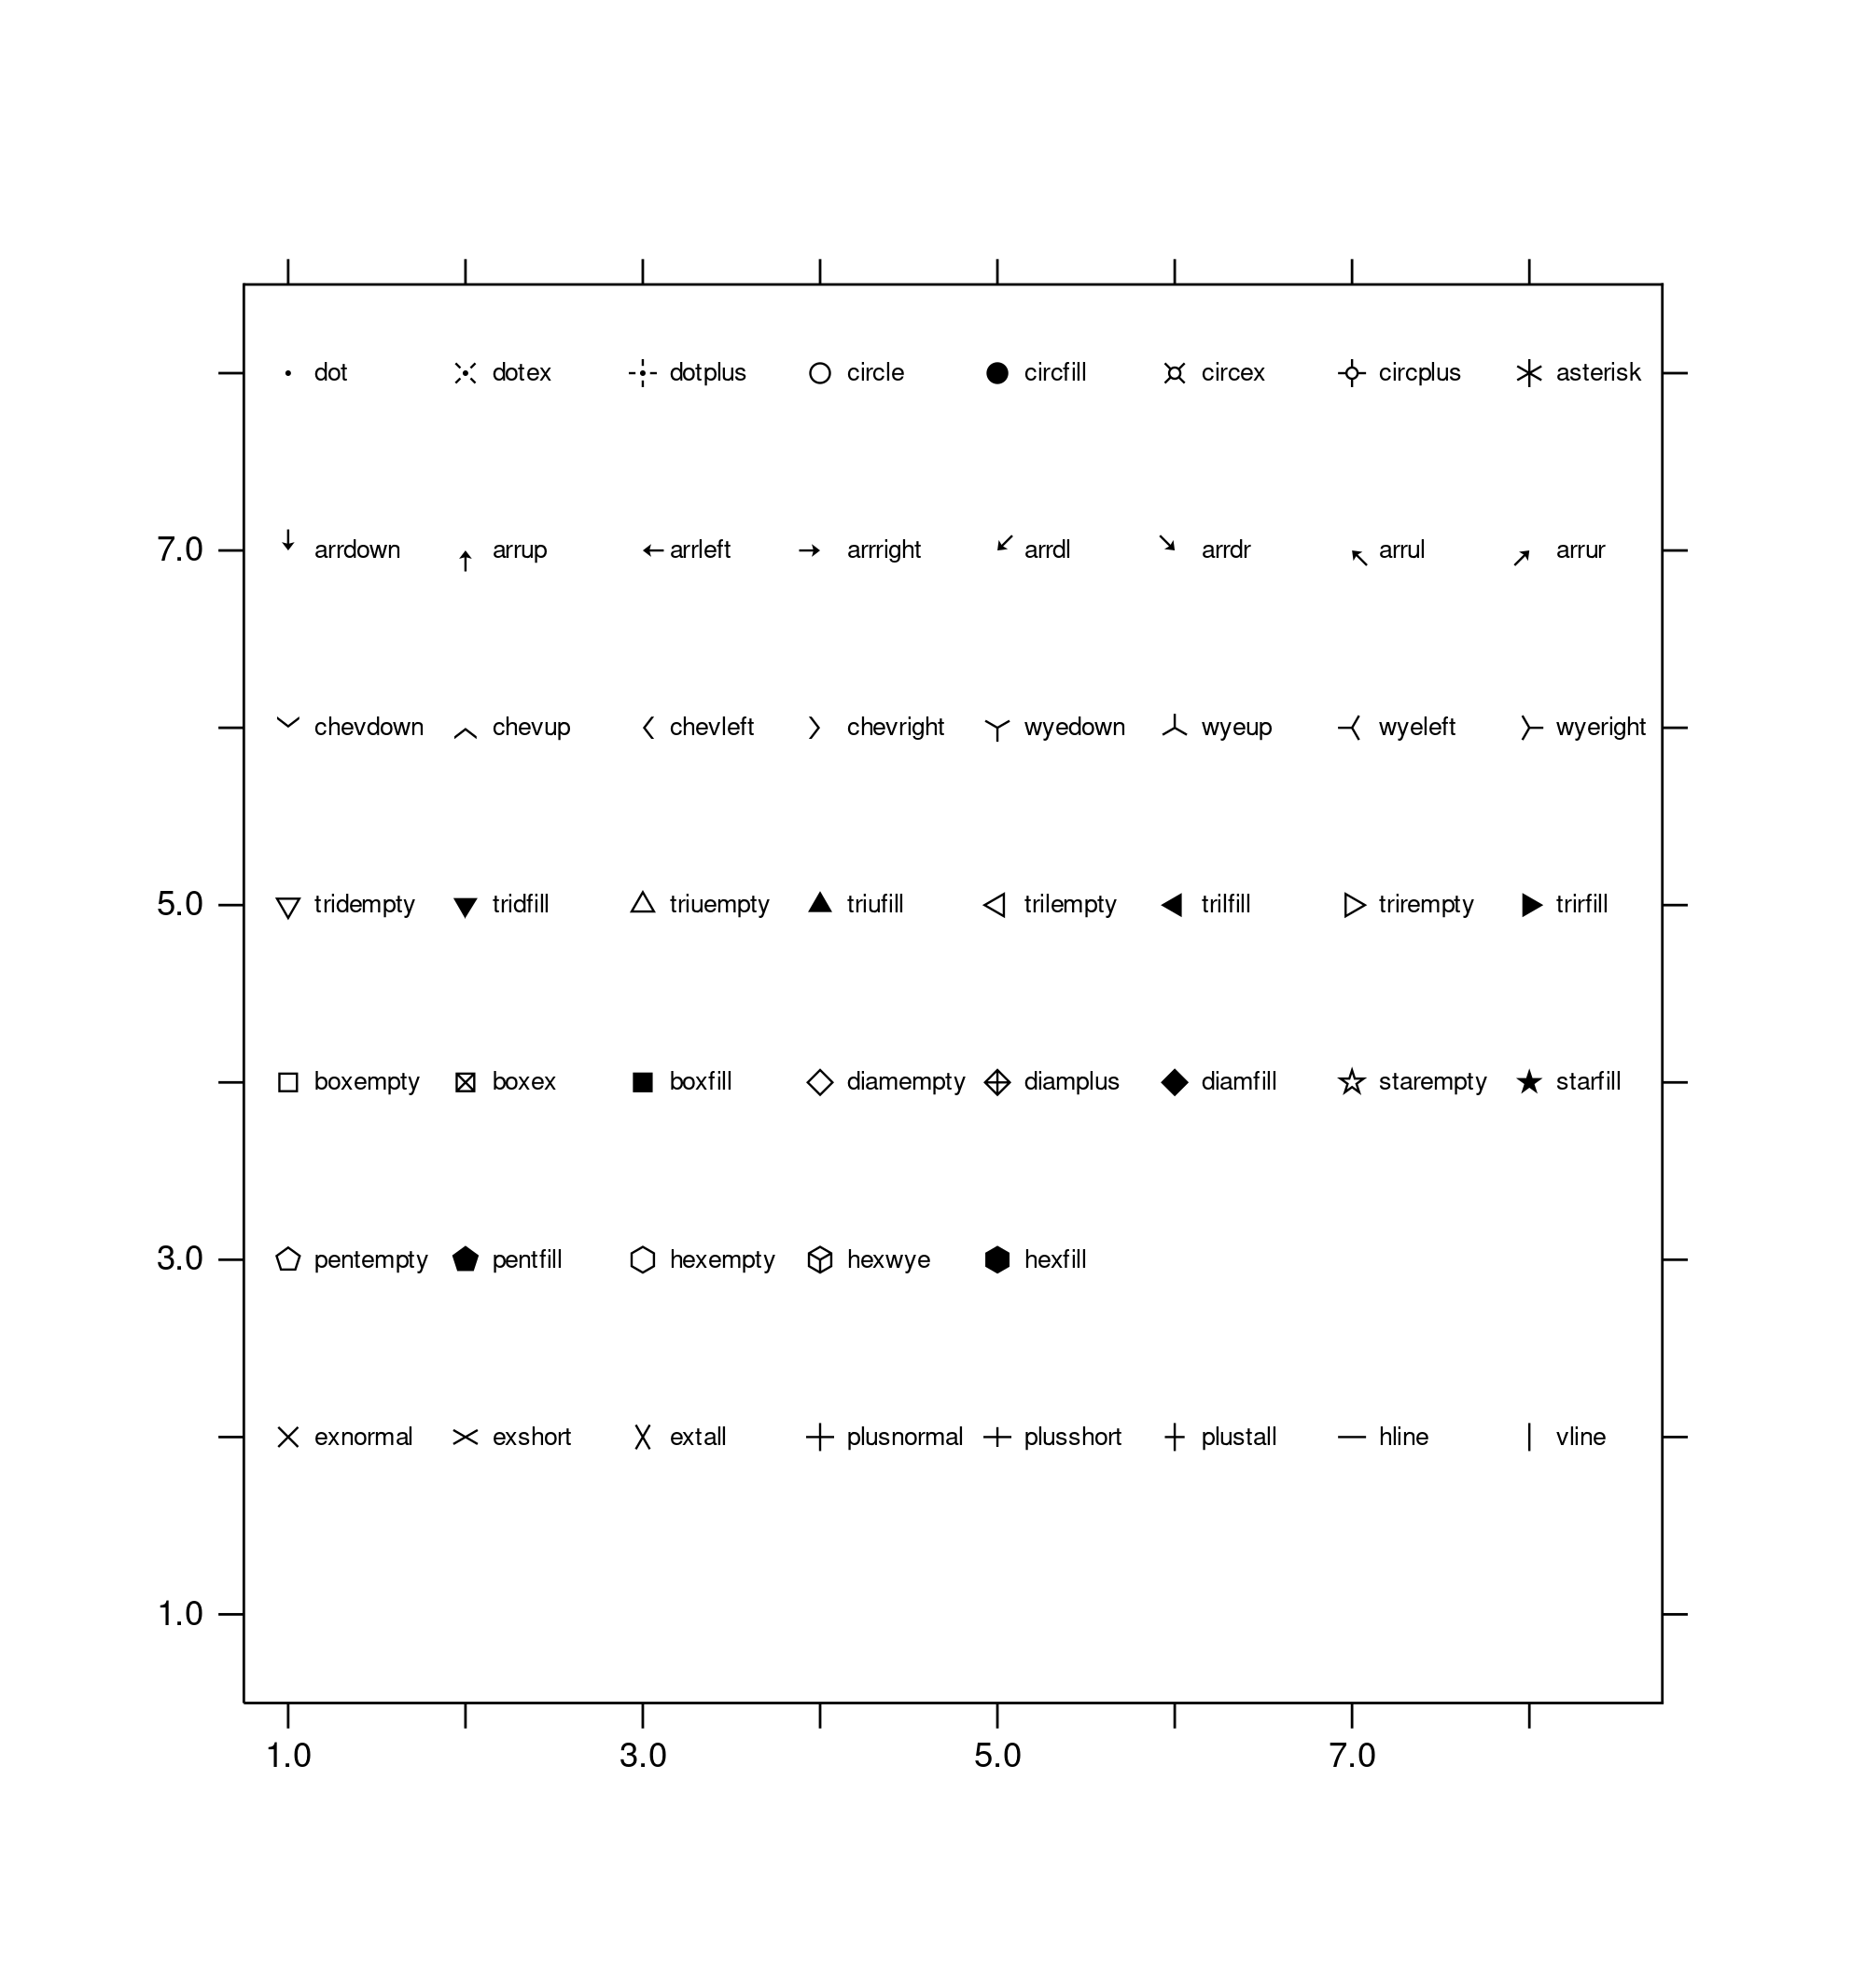 dot dotex dotplus circle circfill circex circplus asterisk
7.0 arrdown arrup arrleft arrright arrdl arrdr arrul arrur
chevdown chevup chevleft chevright wyedown wyeup wyeleft wyeright
5.0 tridempty tridfill triuempty triufill trilempty trilfill trirempty trirfill
boxempty boxex boxfill diamempty diamplus diamfill starempty starfill
3.0 pentempty pentfill hexempty hexwye hexfill
exnormal exshort extall plusnormal plusshort plustall hline vline
1.0
1.0 3.0 5.0 7.0